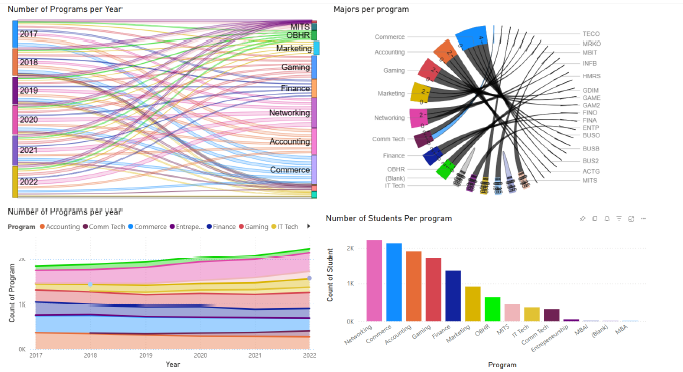 Number of Programs per Year
2017
2018
2019
2020
2021
2022
MITS
OBHR
Marketing
Gaming
Finance
Networking
Accounting
Commerce
Majors per program
Commerce
Accounting
Gaming
Marketing
Networking
Comm Tech
Finance
OBHR
(Blank)
IT Tech
TECO
MRKD
MBIT
INFB
HMRS
GDIM
GAME
GAM2
FINO
FINA
ENTP
BUSO
BUSB
BUS2
ACTG
MITS
Number of Programs per year
Program Accounting Comm Tech Commerce Entrepe... Finance Gaming IT Tech
Count of Program
2K
0K
2017 2018 2019 2020 2021 2022
Year
Number of Students Per program
Count of Student
2K
1K
0K
Networking Commerce Accounting Gaming Finance Marketing OBHR MITS IT Tech Comm Tech Entrepreneurship MBAI (Blank) MBA
Program